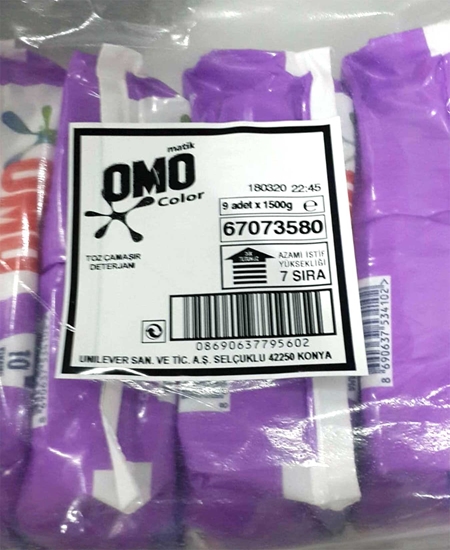 matik
OMO
Color
180320 22:45
9 adet x 1500g e
67073580
TOZ ÇAMAŞIR
DETERJANI
AZAMİ İSTİF
YÜKSEKLİĞİ
7 SIRA
08690637795602
UNILEVER SAN. VE TİC. A.Ş. SELÇUKLU 42250 KONYA
8 690637 534102>
OMO
10